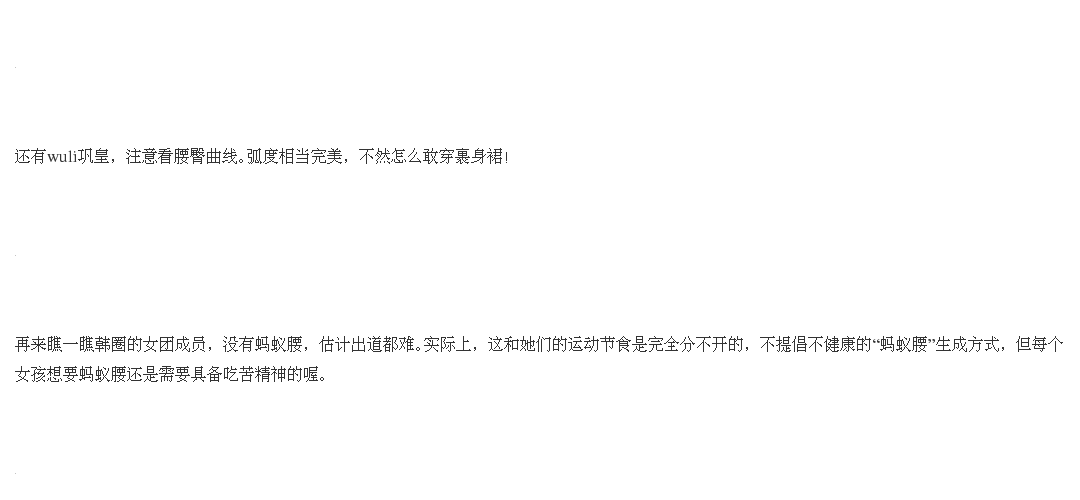 还有wuli巩皇，注意看腰臀曲线。弧度相当完美，不然怎么敢穿裹身裙!
再来瞧一瞧韩圈的女团成员，没有蚂蚁腰，估计出道都难。实际上，这和她们的运动节食是完全分不开的，不提倡不健康的“蚂蚁腰”生成方式，但每个
女孩想要蚂蚁腰还是需要具备吃苦精神的喔。